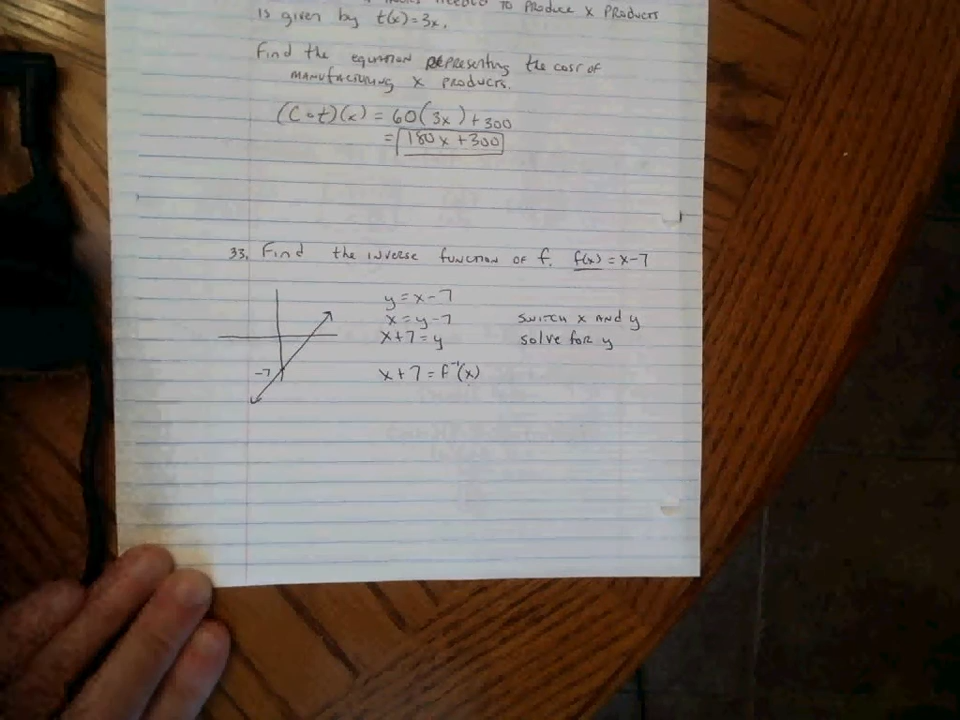 NEEDED TO PRODUCE X PRODUCTS
is given by t(x)=3x.
Find the equation representing the cost of
MANUFACTURING X PRODUCTS.
(C∘t)(x) = 60(3x)+300
= 180x+300
33. Find the inverse function of f. f(x) = x-7
y = x-7
x = y-7 SWITCH X AND y
x+7 = y solve for y
-7
x+7 = f⁻¹(x)